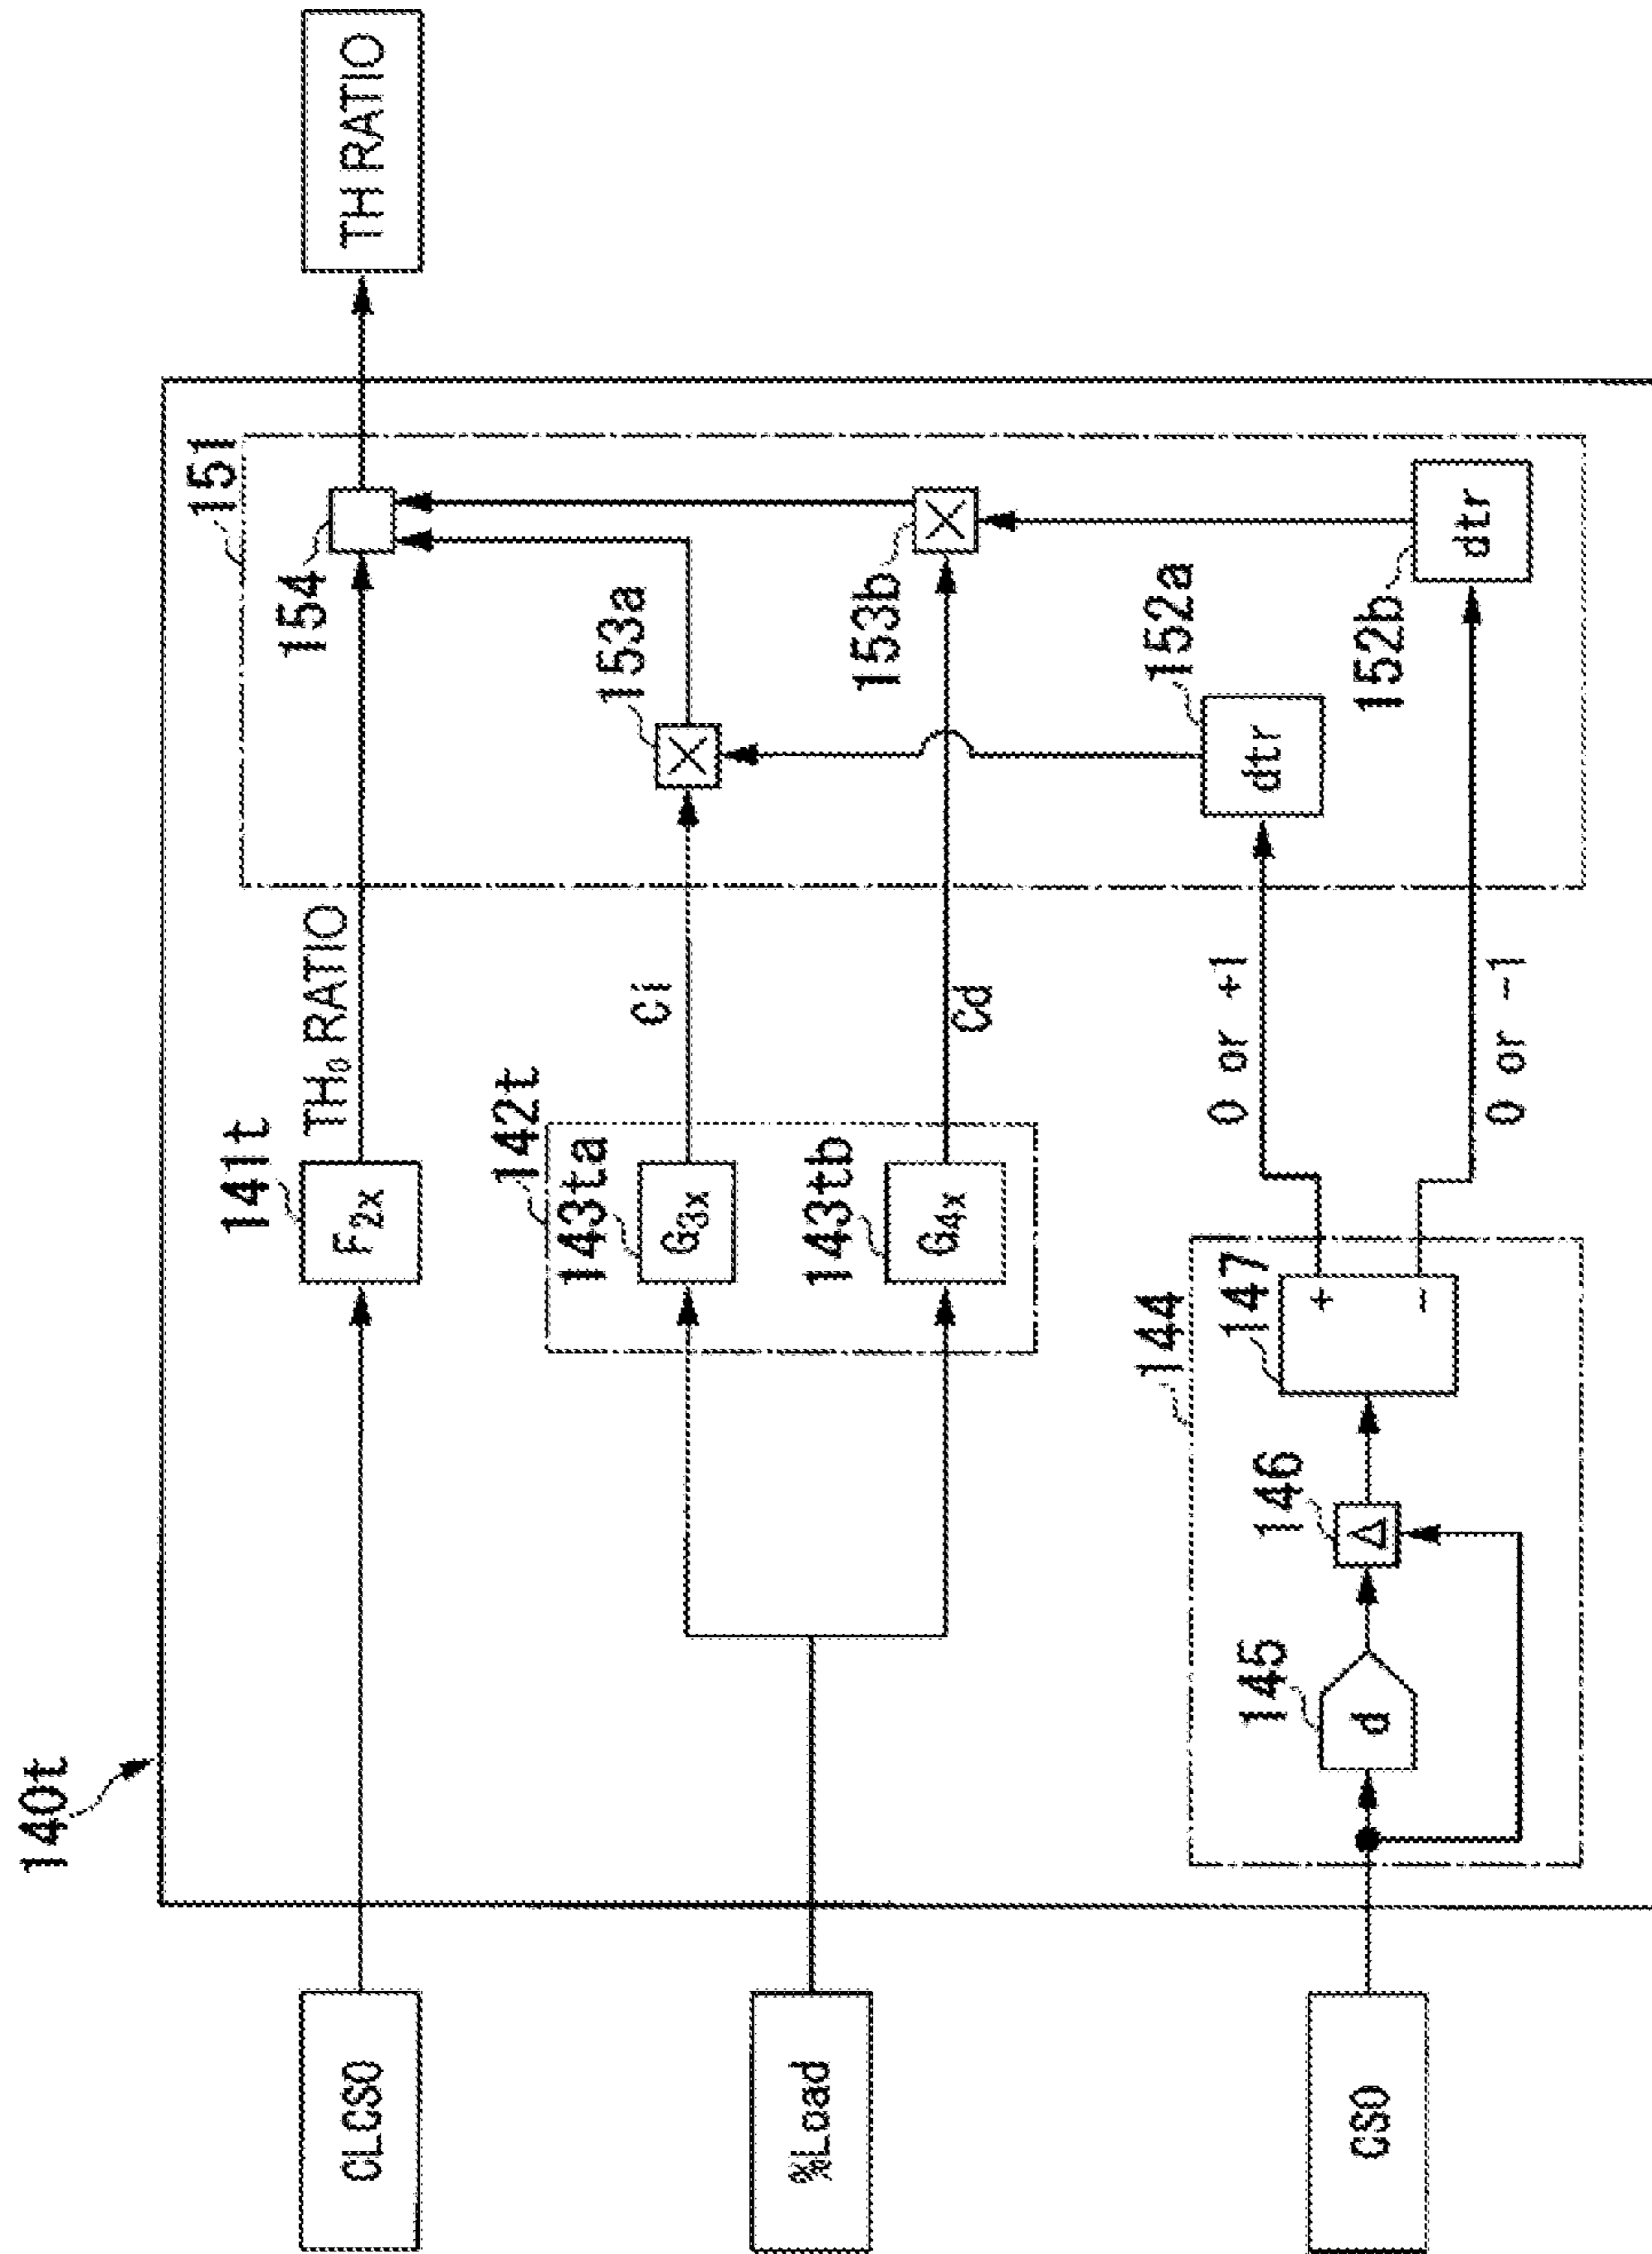 140t
CLCSO
141t
F2x
TH0 RATIO
154
151
TH RATIO
%Load
142t
143ta
G3x
Ci
153a
×
143tb
G4x
Cd
153b
×
CSO
144
145
d
146
Δ
147
+
−
0 or +1
152a
dtr
0 or −1
152b
dtr